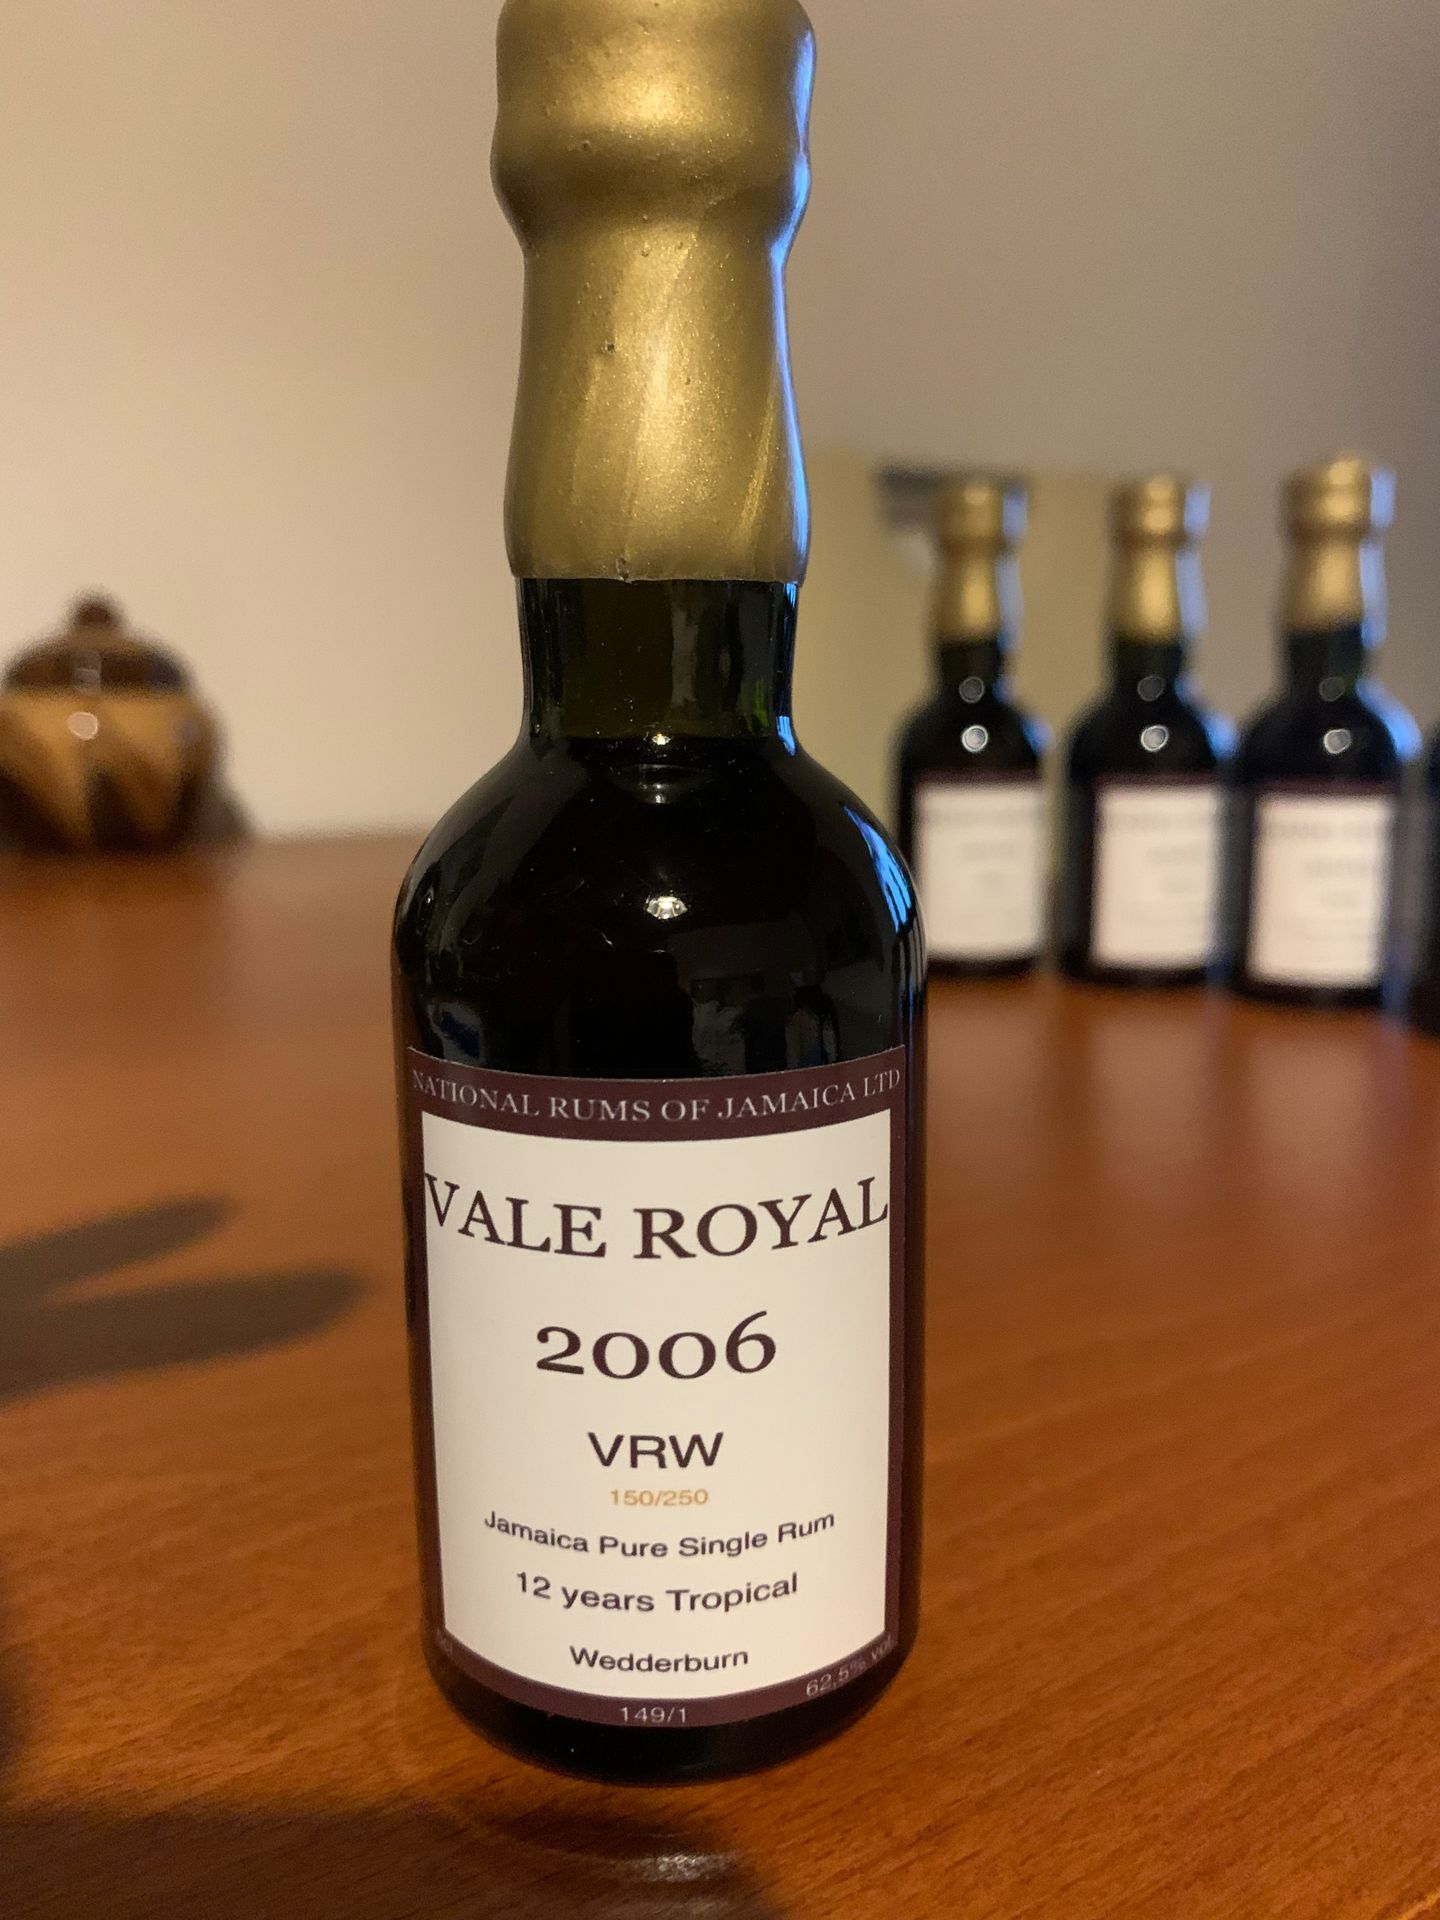 NATIONAL RUMS OF JAMAICA LTD
VALE ROYAL
2006
VRW
150/250
Jamaica Pure Single Rum
12 years Tropical
Wedderburn
62,5% vol.
149/1